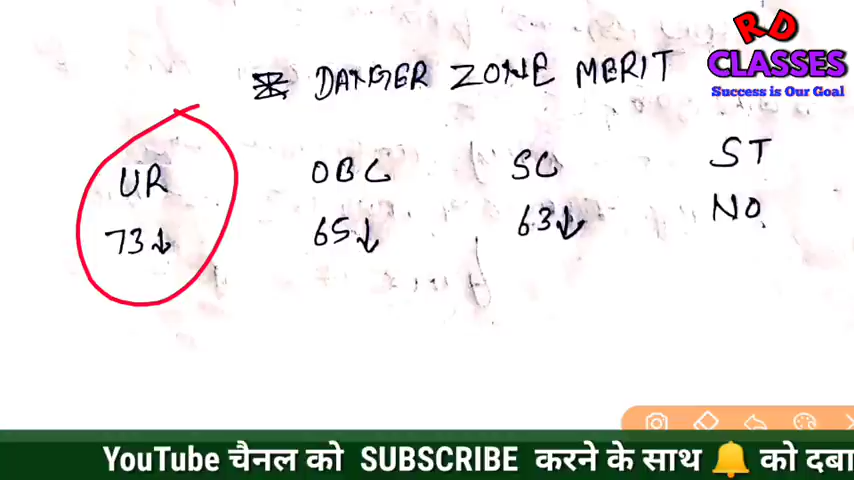 RD
CLASSES
Success is Our Goal
DANGER ZONE MERIT
UR OBC SC ST
73↓ 65↓ 63↓ NO
YouTube चैनल को SUBSCRIBE करने के साथ 🔔 को दबा